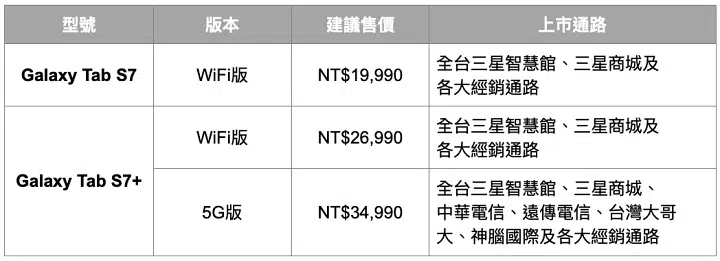 型號 版本 建議售價 上市通路
Galaxy Tab S7 WiFi版 NT$19,990 全台三星智慧館、三星商城及
各大經銷通路
Galaxy Tab S7+ WiFi版 NT$26,990 全台三星智慧館、三星商城及
各大經銷通路
5G版 NT$34,990 全台三星智慧館、三星商城、
中華電信、遠傳電信、台灣大哥
大、神腦國際及各大經銷通路